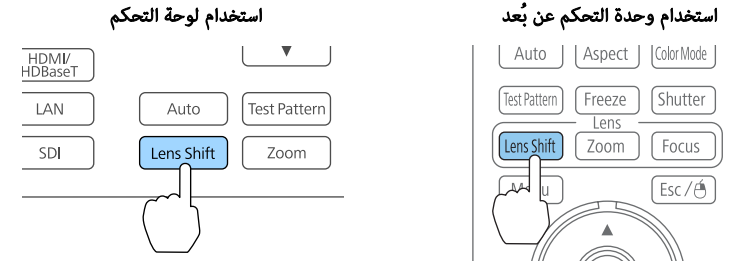 استخدام وحدة التحكم عن بُعد
Auto Aspect Color Mode
Test Pattern Freeze Shutter
Lens
Lens Shift Zoom Focus
Menu Esc /
استخدام لوحة التحكم
HDMI/
HDBaseT
LAN Auto Test Pattern
SDI Lens Shift Zoom